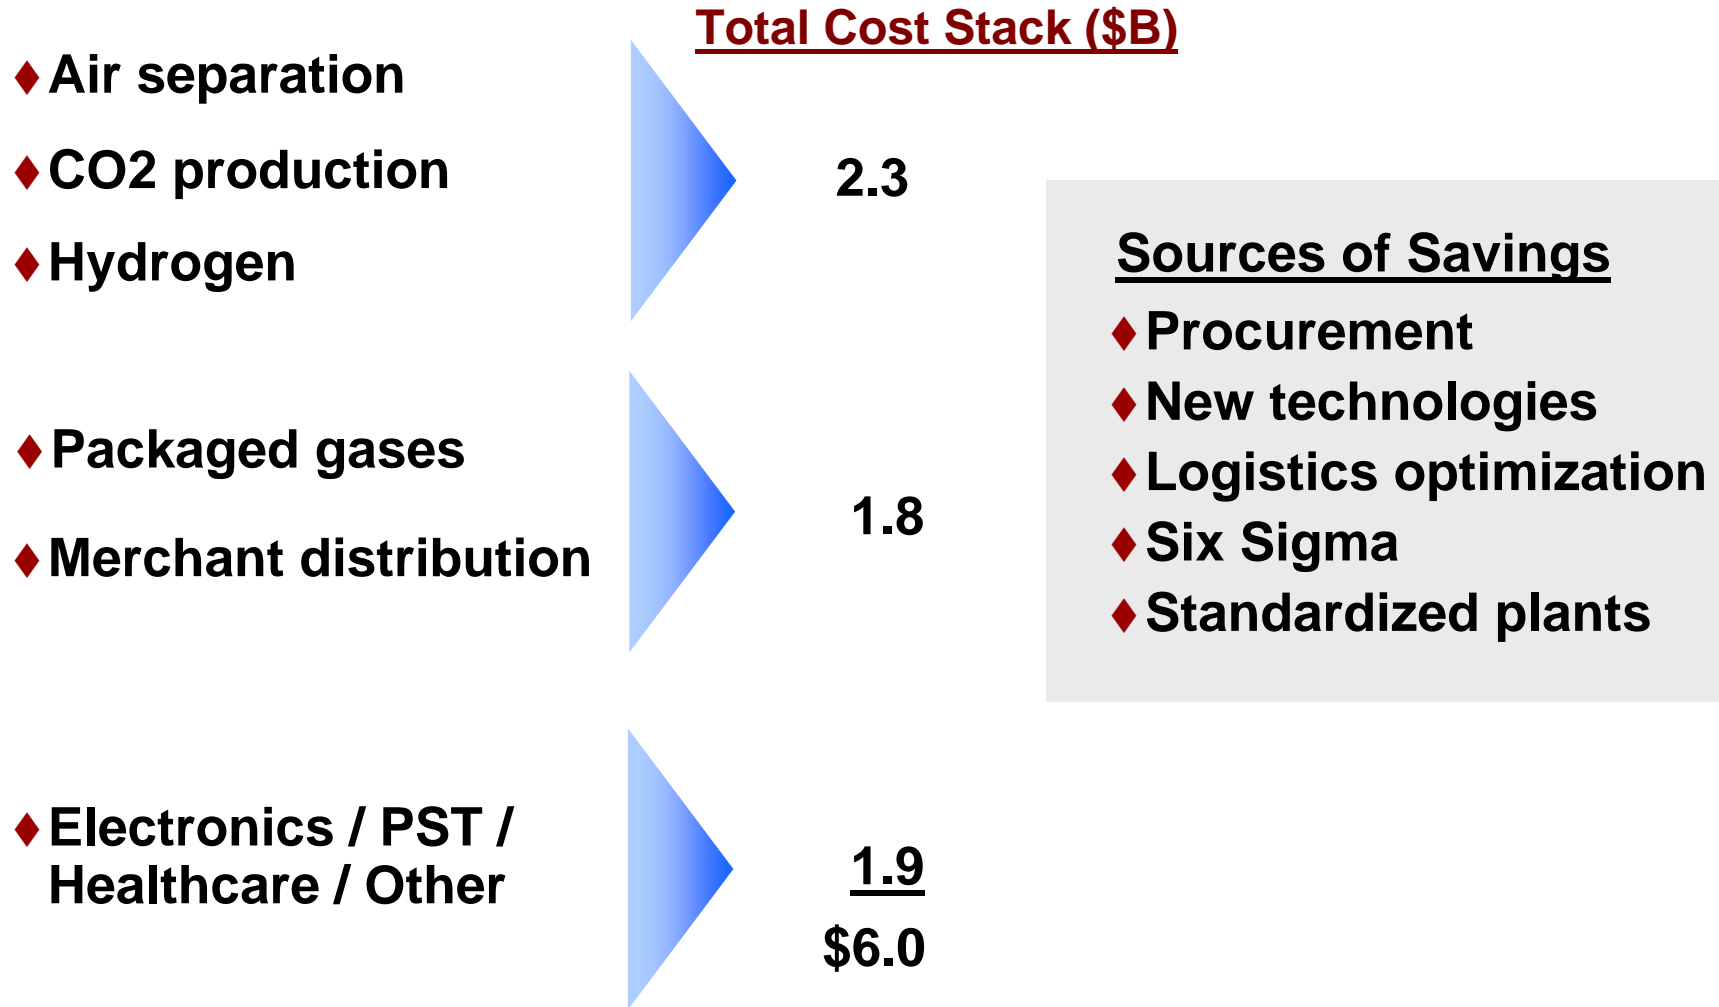 Total Cost Stack ($B)
♦ Air separation
♦ CO2 production
♦ Hydrogen
2.3
♦ Packaged gases
♦ Merchant distribution
1.8
♦ Electronics / PST /
Healthcare / Other
1.9
$6.0
Sources of Savings
♦ Procurement
♦ New technologies
♦ Logistics optimization
♦ Six Sigma
♦ Standardized plants